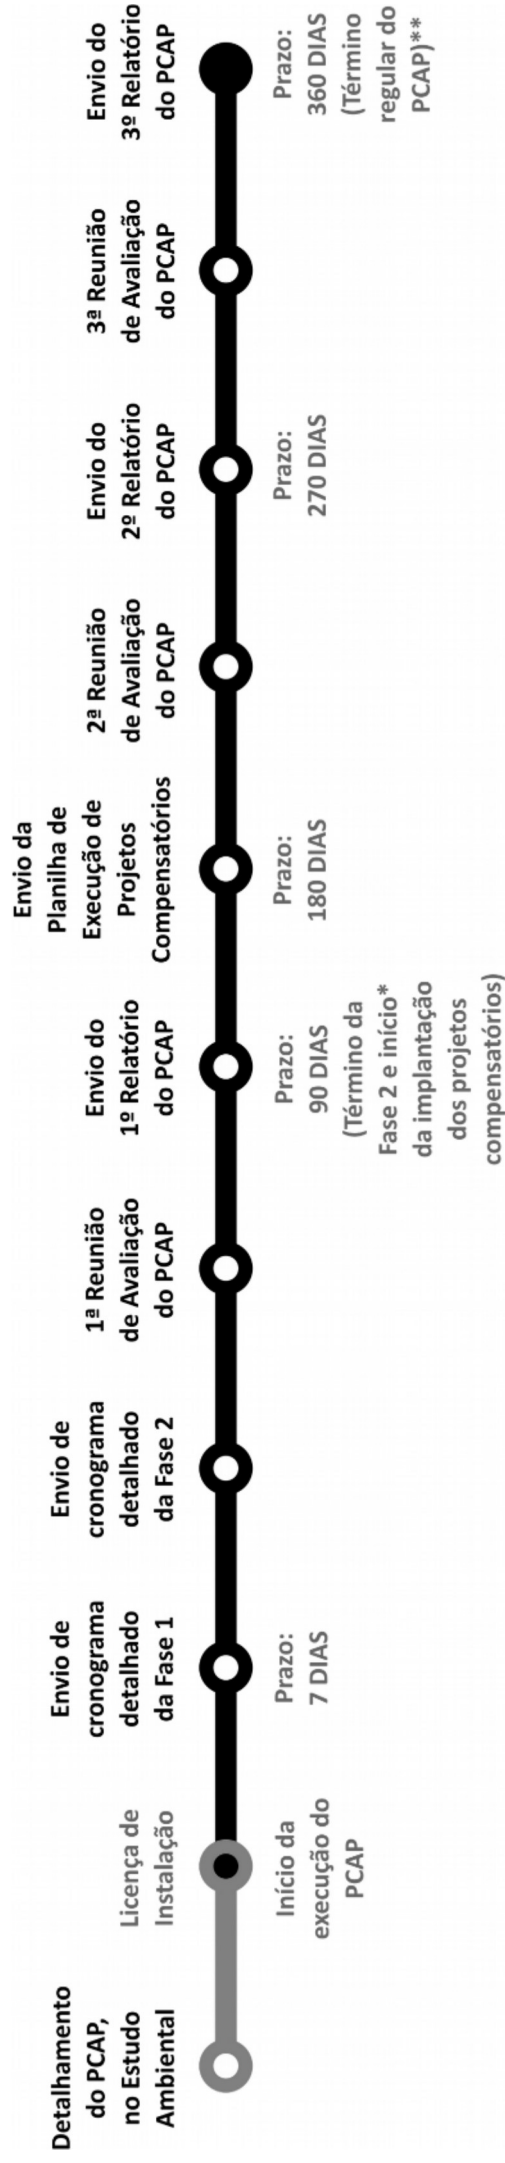 Detalhamento
do PCAP,
no Estudo
Ambiental
Licença de
Instalação
Início da
execução do
PCAP
Envio de
cronograma
detalhado
da Fase 1
Prazo:
7 DIAS
Envio de
cronograma
detalhado
da Fase 2
1ª Reunião
de Avaliação
do PCAP
Envio do
1º Relatório
do PCAP
Prazo:
90 DIAS
(Término da
Fase 2 e início*
da implantação
dos projetos
compensatórios)
Envio da
Planilha de
Execução de
Projetos
Compensatórios
Prazo:
180 DIAS
2ª Reunião
de Avaliação
do PCAP
Envio do
2º Relatório
do PCAP
Prazo:
270 DIAS
3ª Reunião
de Avaliação
do PCAP
Envio do
3º Relatório
do PCAP
Prazo:
360 DIAS
(Término
regular do
PCAP)**